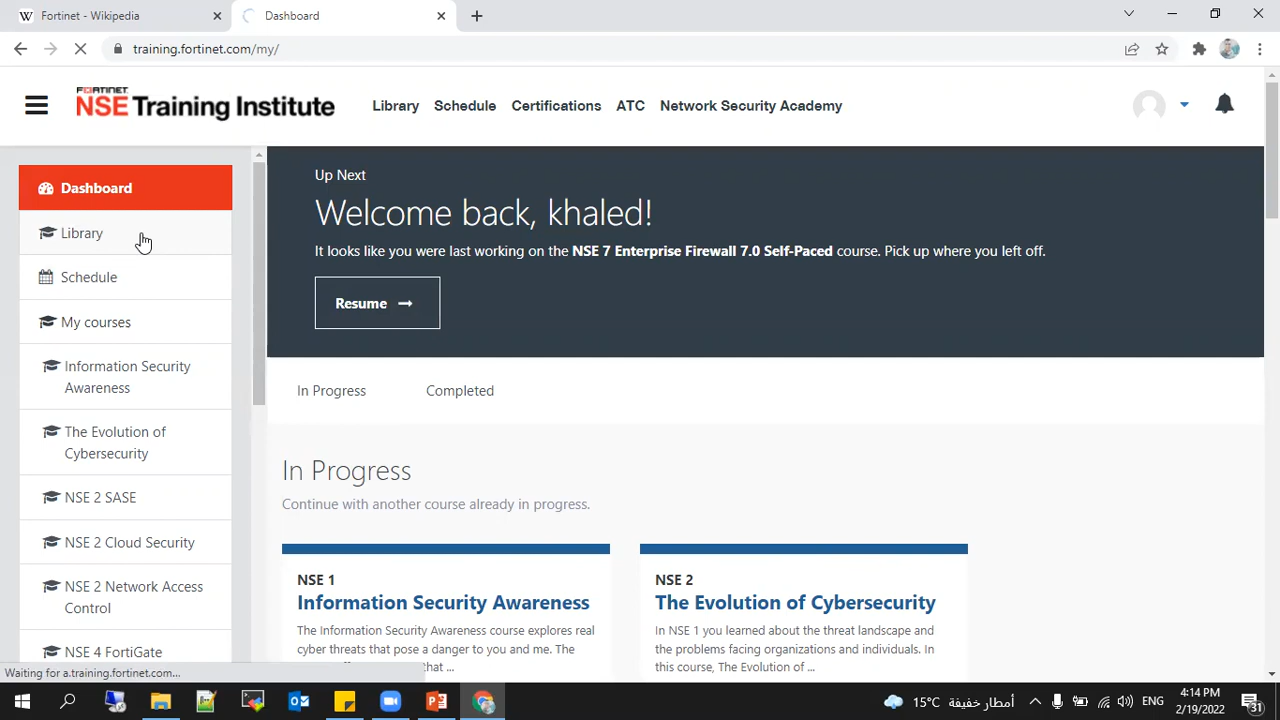 Fortinet - Wikipedia
Dashboard
training.fortinet.com/my/
FORTINET
NSE Training Institute
Library
Schedule
Certifications
ATC
Network Security Academy
Dashboard
Library
Schedule
My courses
Information Security
Awareness
The Evolution of
Cybersecurity
NSE 2 SASE
NSE 2 Cloud Security
NSE 2 Network Access
Control
NSE 4 FortiGate
Up Next
Welcome back, khaled!
It looks like you were last working on the NSE 7 Enterprise Firewall 7.0 Self-Paced course. Pick up where you left off.
Resume
In Progress
Completed
In Progress
Continue with another course already in progress.
NSE 1
Information Security Awareness
The Information Security Awareness course explores real
cyber threats that pose a danger to you and me. The
that ...
NSE 2
The Evolution of Cybersecurity
In NSE 1 you learned about the threat landscape and
the problems facing organizations and individuals. In
this course, The Evolution of ...
Waiting for a.training.fortinet.com...
15°C أمطار خفيفة
ENG
4:14 PM
2/19/2022
31